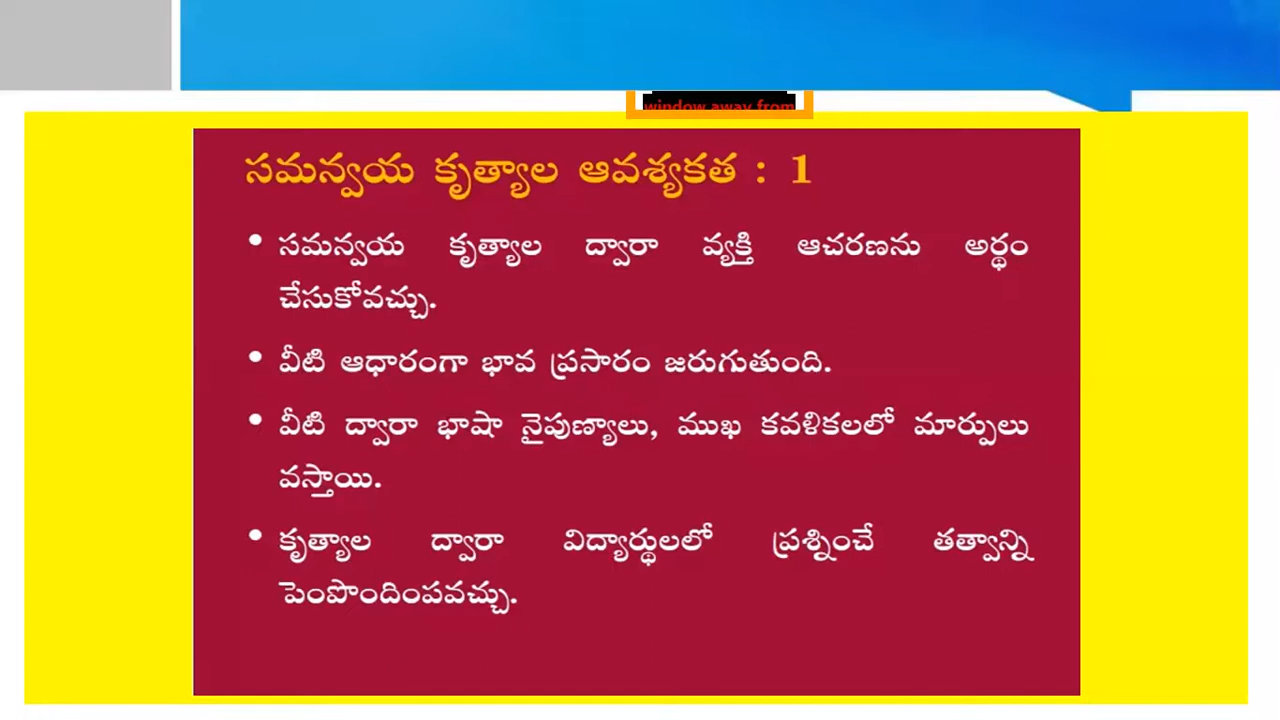 window away from
సమన్వయ కృత్యాల ఆవశ్యకత : 1
• సమన్వయ కృత్యాల ద్వారా వ్యక్తి ఆచరణను అర్థం
చేసుకోవచ్చు.
• వీటి ఆధారంగా భావ ప్రసారం జరుగుతుంది.
• వీటి ద్వారా భాషా నైపుణ్యాలు, ముఖ కవళికలలో మార్పులు
వస్తాయి.
• కృత్యాల ద్వారా విద్యార్థులలో ప్రశ్నించే తత్వాన్ని
పెంపొందింపవచ్చు.